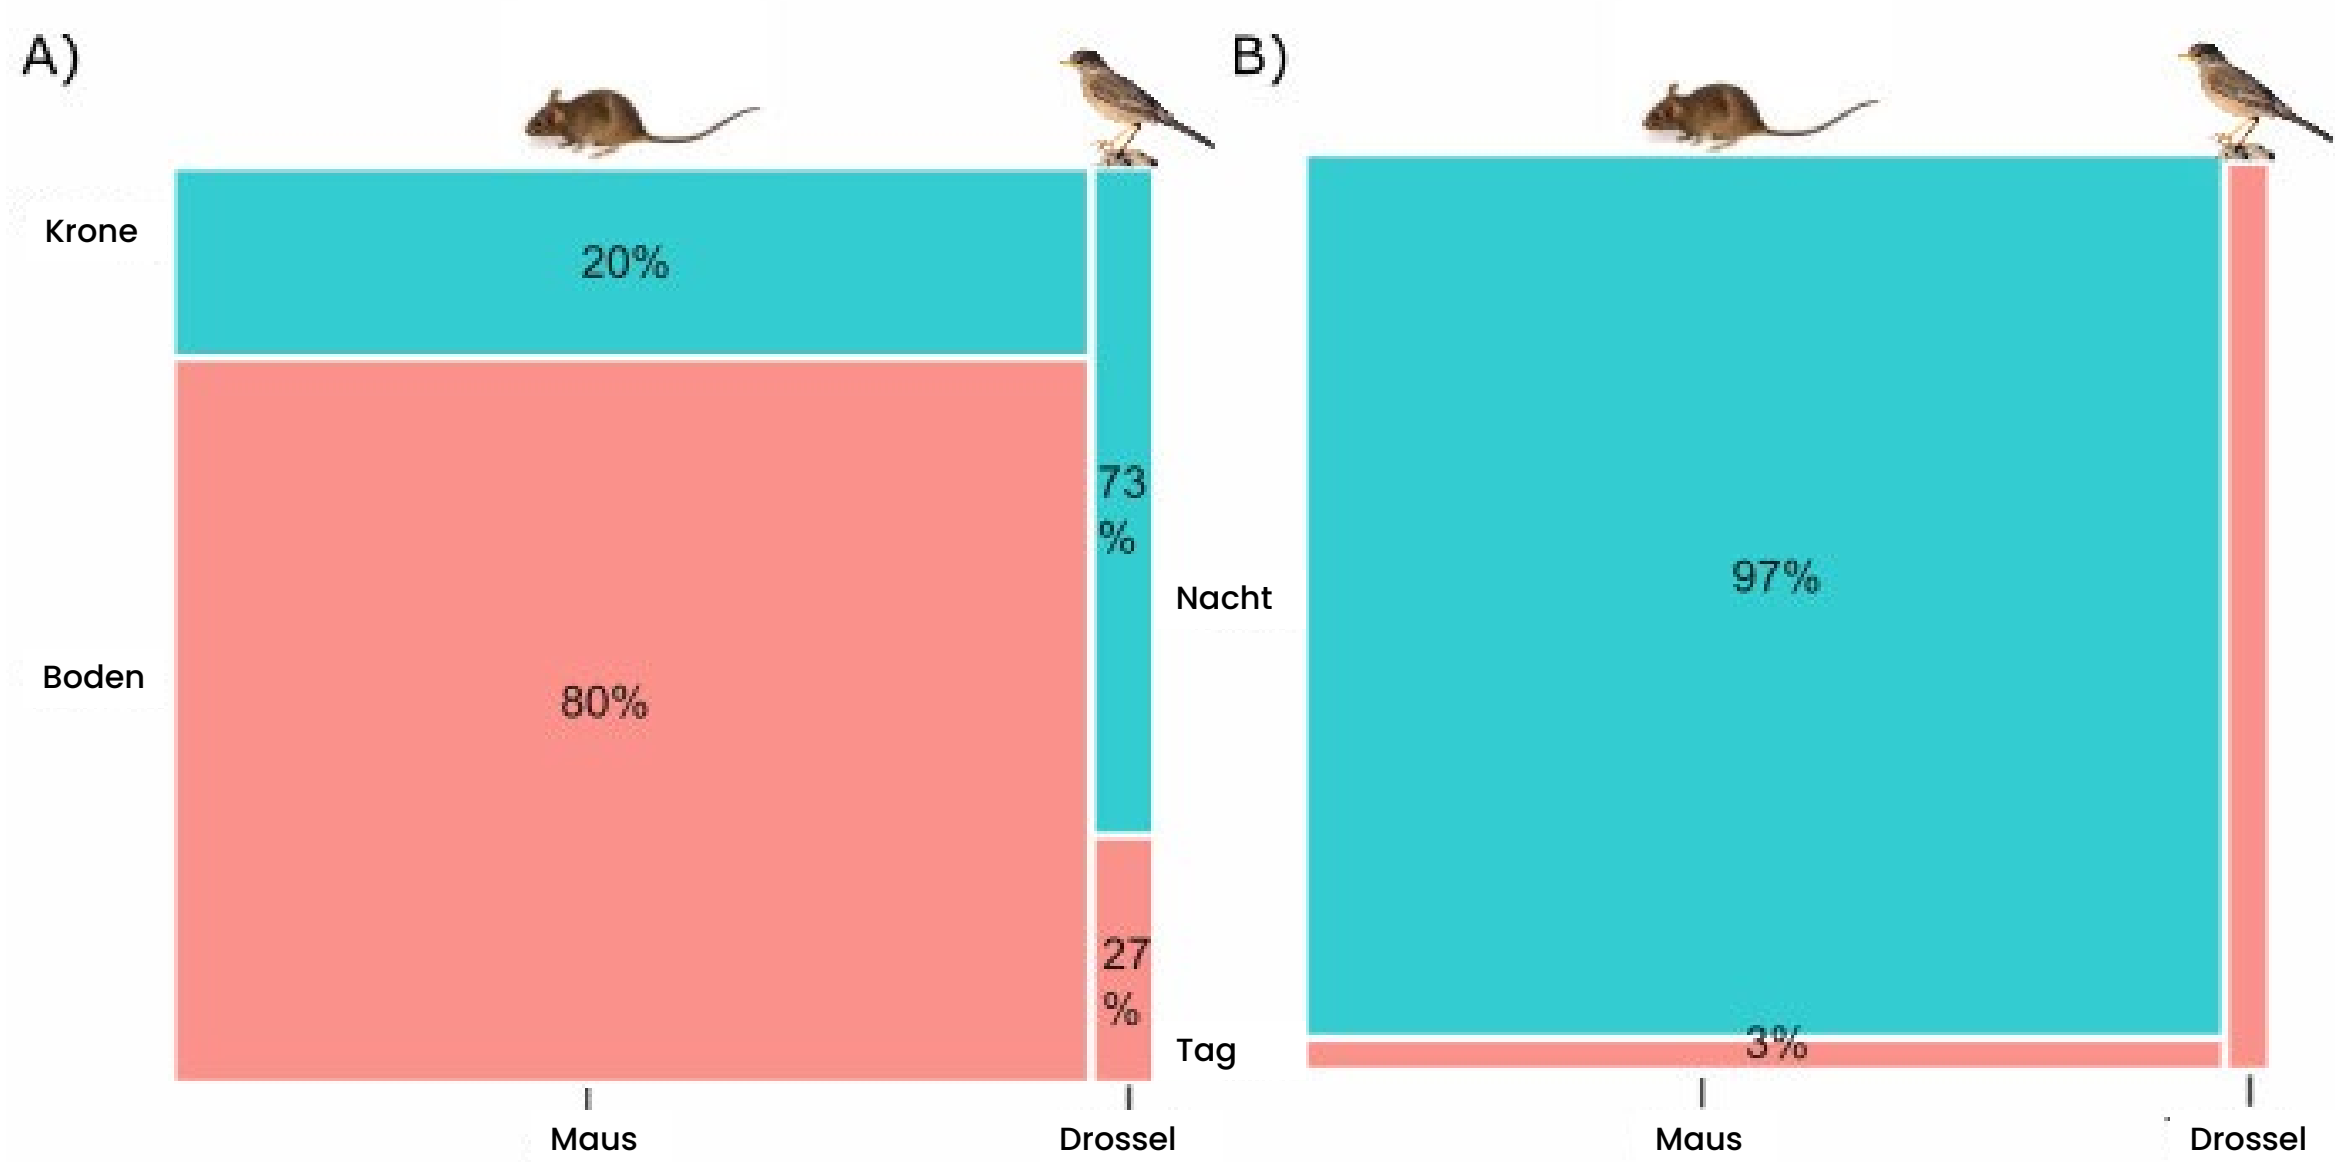 A)
B)
Krone
20%
73
%
Boden
80%
27
%
Maus
Drossel
Nacht
97%
Tag
3%
Maus
Drossel